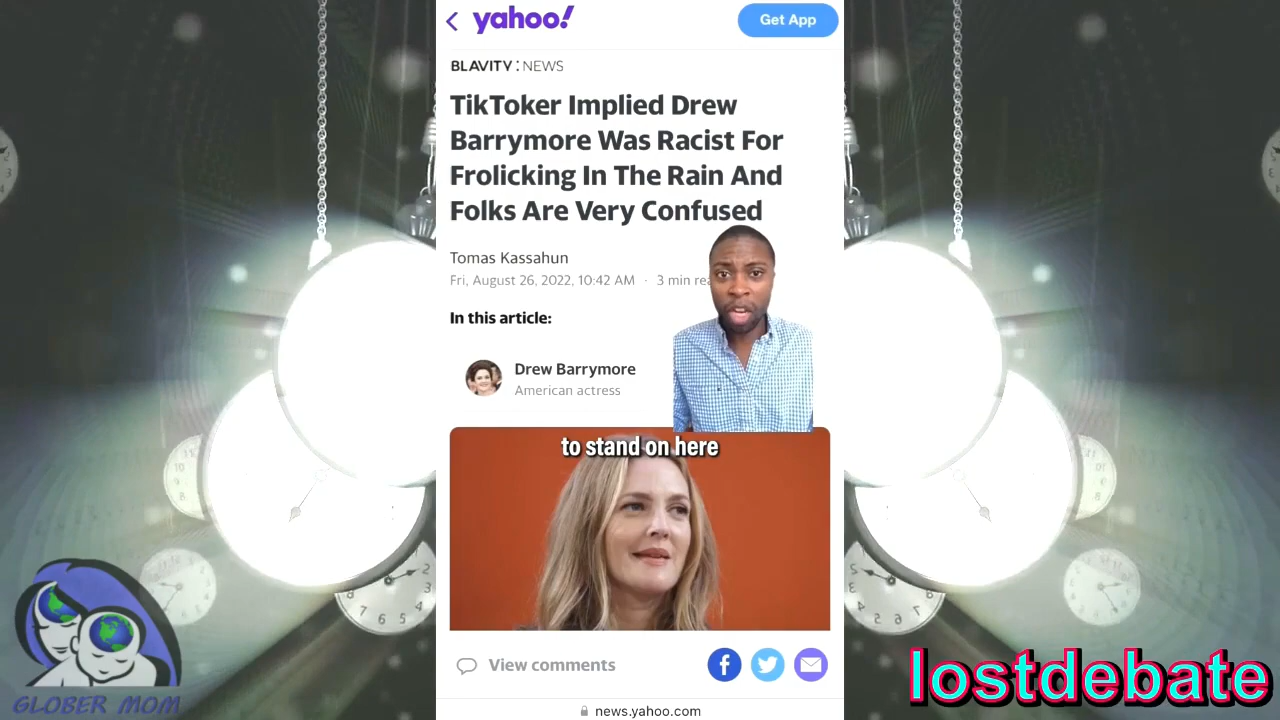 yahoo!
Get App
BLAVITY : NEWS
TikToker Implied Drew
Barrymore Was Racist For
Frolicking In The Rain And
Folks Are Very Confused
Tomas Kassahun
Fri, August 26, 2022, 10:42 AM · 3 min rea
In this article:
Drew Barrymore
American actress
to stand on here
View comments
GLOBER MOM
lostdebate
news.yahoo.com